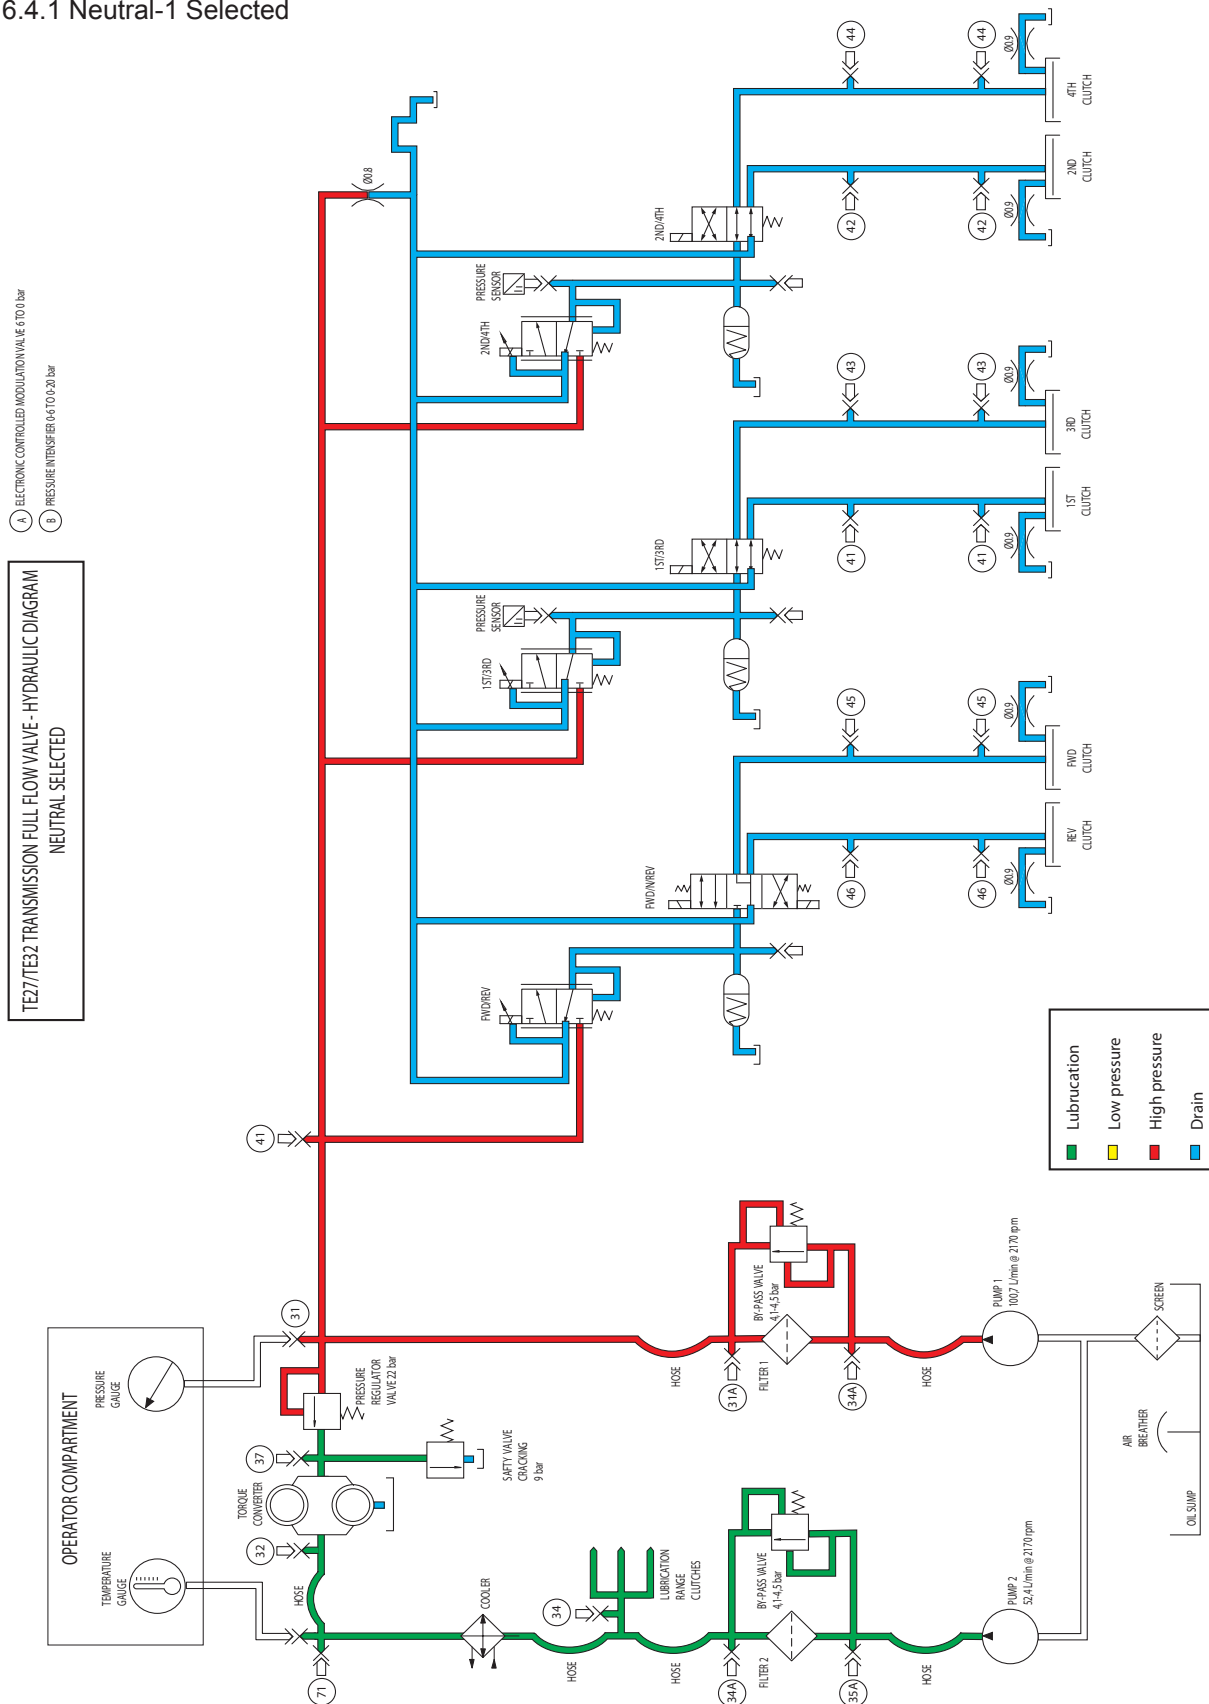 6.4.1 Neutral-1 Selected
TE27/TE32 TRANSMISSION FULL FLOW VALVE - HYDRAULIC DIAGRAM
NEUTRAL SELECTED
A ELECTRONIC CONTROLLED MODULATION VALVE 6 TO 0 bar
B PRESSURE INTENSIFIER 0-6 TO 0-20 bar
OPERATOR COMPARTMENT
TEMPERATURE
GAUGE
PRESSURE
GAUGE
71
HOSE
32
TORQUE
CONVERTER
37
PRESSURE
REGULATOR
VALVE 22 bar
31
SAFTY VALVE
CRACKING
9 bar
41
Ø0.8
COOLER
HOSE
34
LUBRICATION
RANGE
CLUTCHES
HOSE
34A
FILTER 2
BY-PASS VALVE
4,1-4,5 bar
35A
HOSE
PUMP 2
52,4 L/min @ 2170 rpm
HOSE
31A
FILTER 1
BY-PASS VALVE
4,1-4,5 bar
34A
HOSE
PUMP 1
100,7 L/min @ 2170 rpm
OIL SUMP
AIR
BREATHER
SCREEN
FWD/REV
FWD/N/REV
46
45
46
45
Ø0.9
REV
CLUTCH
FWD
CLUTCH
Ø0.9
1ST/3RD
PRESSURE
SENSOR
1ST/3RD
41
43
41
43
Ø0.9
1ST
CLUTCH
3RD
CLUTCH
Ø0.9
2ND/4TH
PRESSURE
SENSOR
2ND/4TH
42
44
42
44
Ø0.9
2ND
CLUTCH
4TH
CLUTCH
Ø0.9
Lubrucation
Low pressure
High pressure
Drain